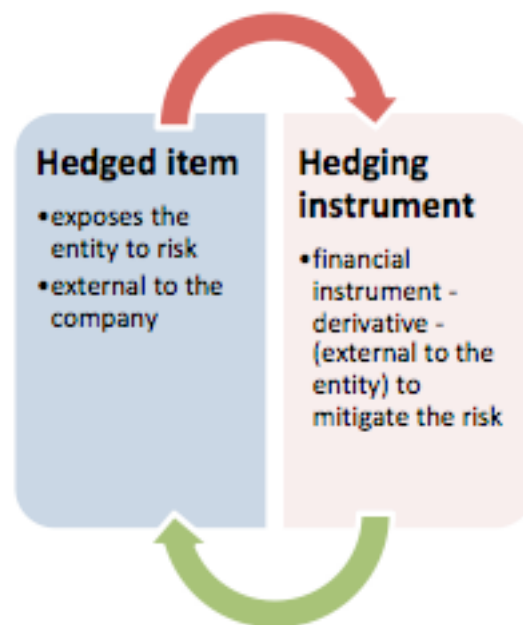 Hedged item
•exposes the
entity to risk
•external to the
company
Hedging
instrument
•financial
instrument -
derivative -
(external to the
entity) to
mitigate the risk